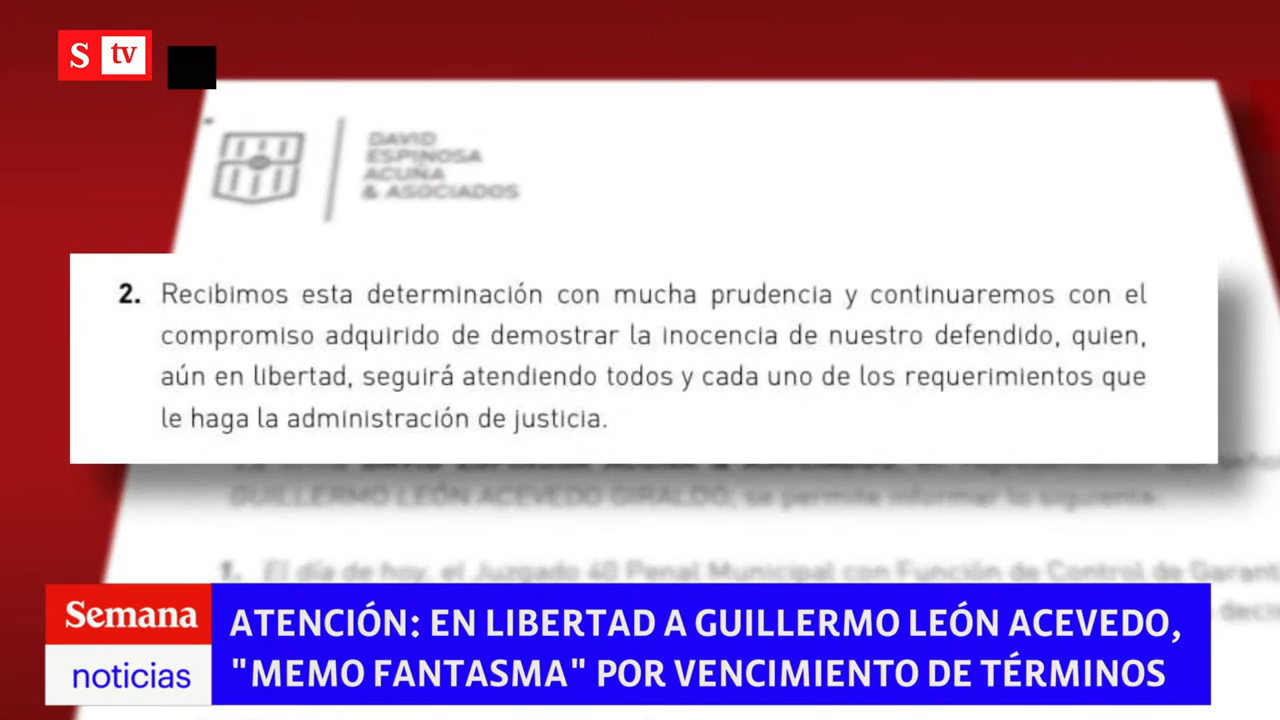 S tv
DAVID
ESPINOSA
ACUÑA
& ASOCIADOS
2. Recibimos esta determinación con mucha prudencia y continuaremos con el
compromiso adquirido de demostrar la inocencia de nuestro defendido, quien,
aún en libertad, seguirá atendiendo todos y cada uno de los requerimientos que
le haga la administración de justicia.
GUILLERMO LEÓN ACEVEDO GIRALDO, se permite informar lo siguiente:
1. El día de hoy, el Juzgado 40 Penal Municipal con Función de Control de
Semana
noticias
ATENCIÓN: EN LIBERTAD A GUILLERMO LEÓN ACEVEDO,
"MEMO FANTASMA" POR VENCIMIENTO DE TÉRMINOS